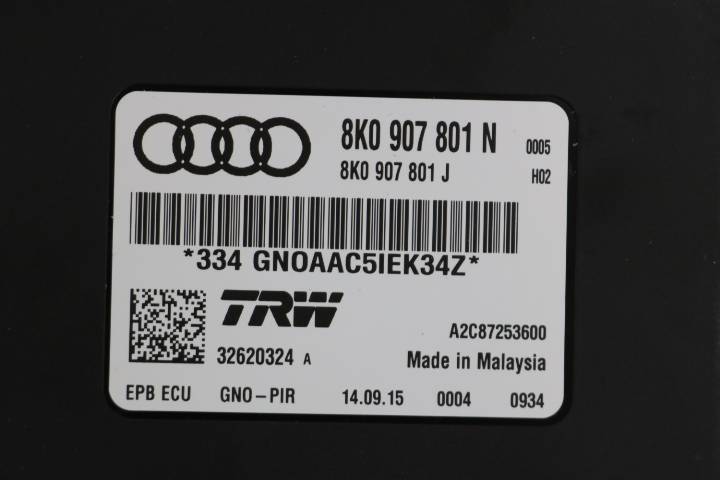 8K0 907 801 N 0005
8K0 907 801 J H02
*334 GNOAAC5IEK34Z*
TRW
A2C87253600
32620324 A Made in Malaysia
EPB ECU GNO-PIR 14.09.15 0004 0934